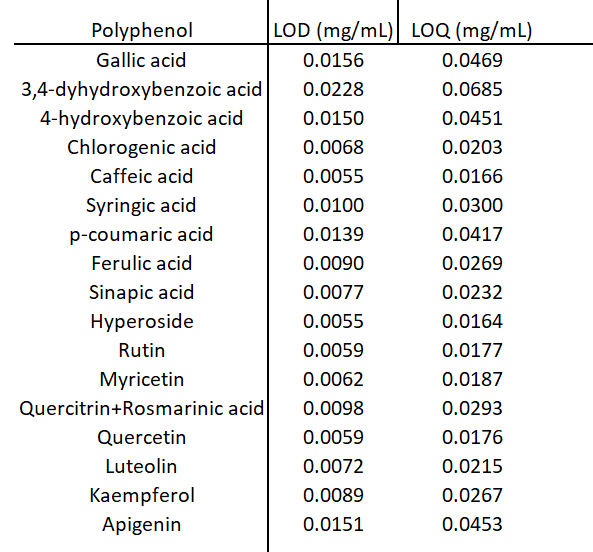 Polyphenol LOD (mg/mL) LOQ (mg/mL)
Gallic acid 0.0156 0.0469
3,4-dyhydroxybenzoic acid 0.0228 0.0685
4-hydroxybenzoic acid 0.0150 0.0451
Chlorogenic acid 0.0068 0.0203
Caffeic acid 0.0055 0.0166
Syringic acid 0.0100 0.0300
p-coumaric acid 0.0139 0.0417
Ferulic acid 0.0090 0.0269
Sinapic acid 0.0077 0.0232
Hyperoside 0.0055 0.0164
Rutin 0.0059 0.0177
Myricetin 0.0062 0.0187
Quercitrin+Rosmarinic acid 0.0098 0.0293
Quercetin 0.0059 0.0176
Luteolin 0.0072 0.0215
Kaempferol 0.0089 0.0267
Apigenin 0.0151 0.0453